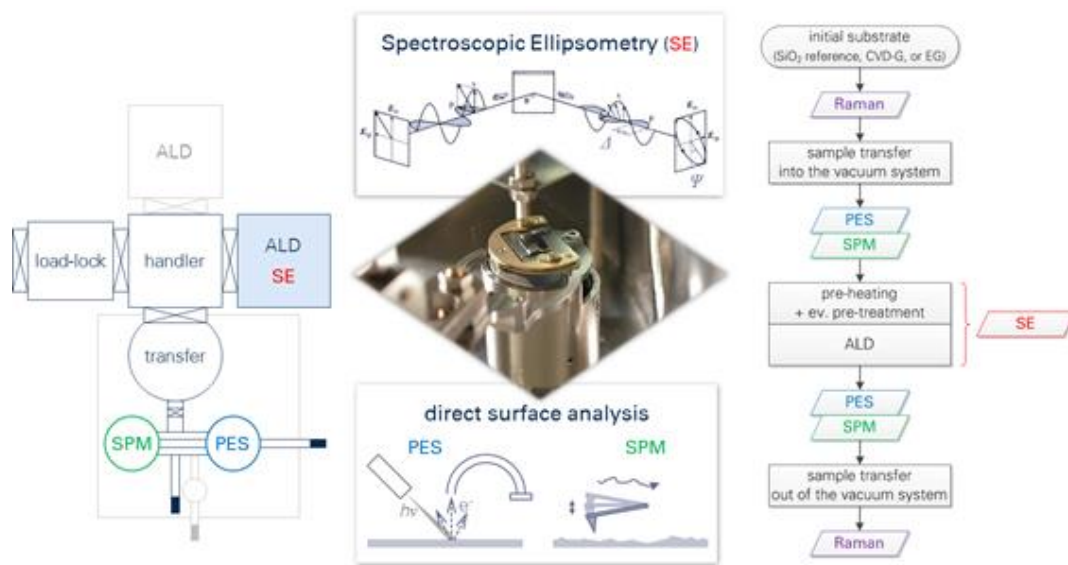 ALD
load-lock
handler
ALD
SE
transfer
SPM
PES
Spectroscopic Ellipsometry (SE)
Δ
Ψ
direct surface analysis
PES
SPM
hν
e⁻
initial substrate
(SiO₂ reference, CVD-G, or EG)
Raman
sample transfer
into the vacuum system
PES
SPM
pre-heating
+ ev. pre-treatment
ALD
SE
PES
SPM
sample transfer
out of the vacuum system
Raman